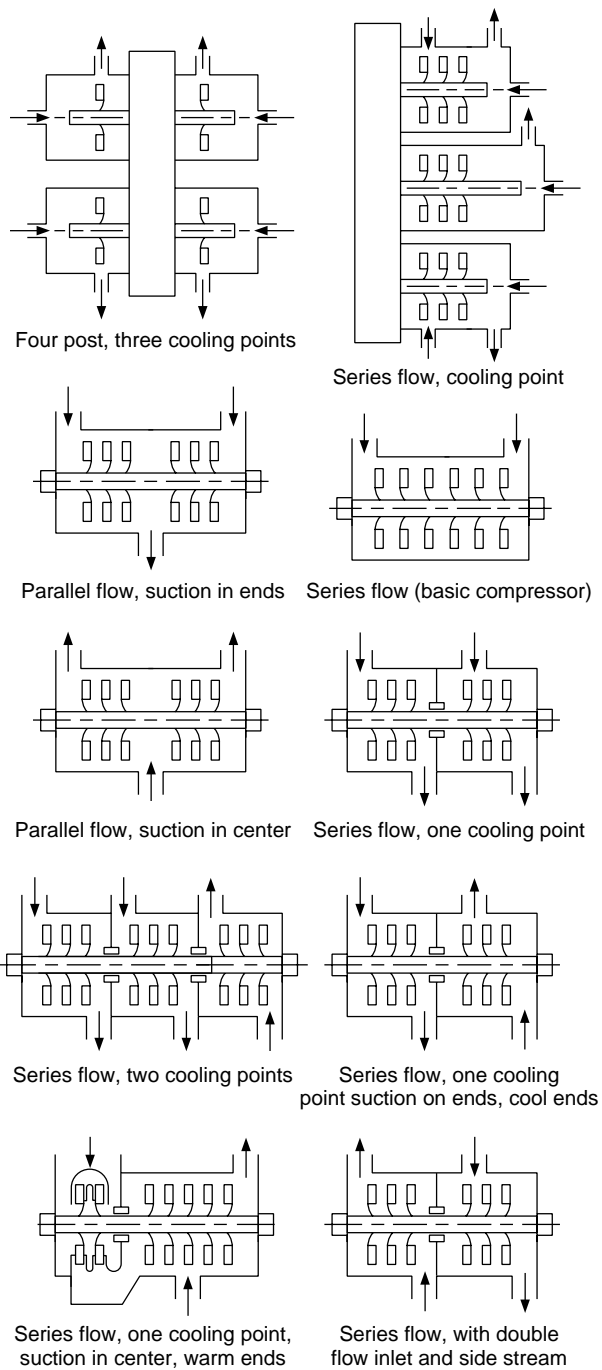 Four post, three cooling points
Series flow, cooling point
Parallel flow, suction in ends
Series flow (basic compressor)
Parallel flow, suction in center
Series flow, one cooling point
Series flow, two cooling points
Series flow, one cooling
point suction on ends, cool ends
Series flow, one cooling point,
suction in center, warm ends
Series flow, with double
flow inlet and side stream